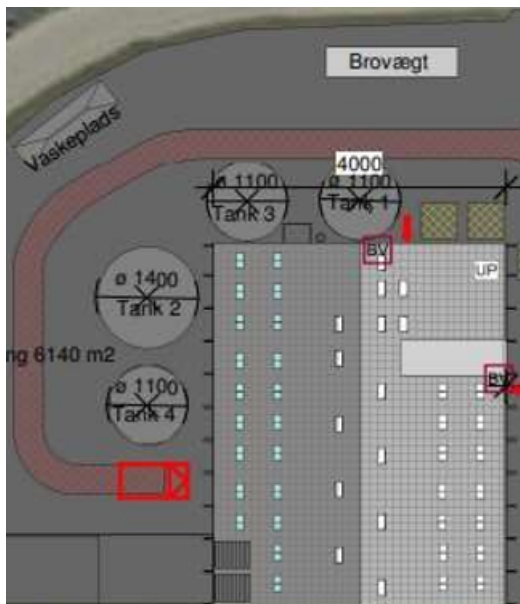 Brovægt
Vaskeplads
4000
ø 1100
Tank 3
ø 1100
Tank 1
BV
UP
ø 1400
Tank 2
ng 6140 m2
BV
ø 1100
Tank 4